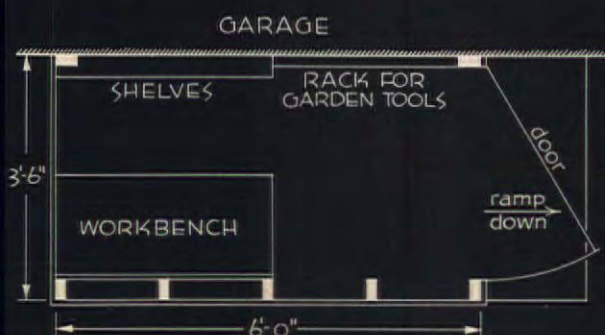 GARAGE
SHELVES
RACK FOR
GARDEN TOOLS
door
3'-6"
ramp
down
WORKBENCH
6'-0"